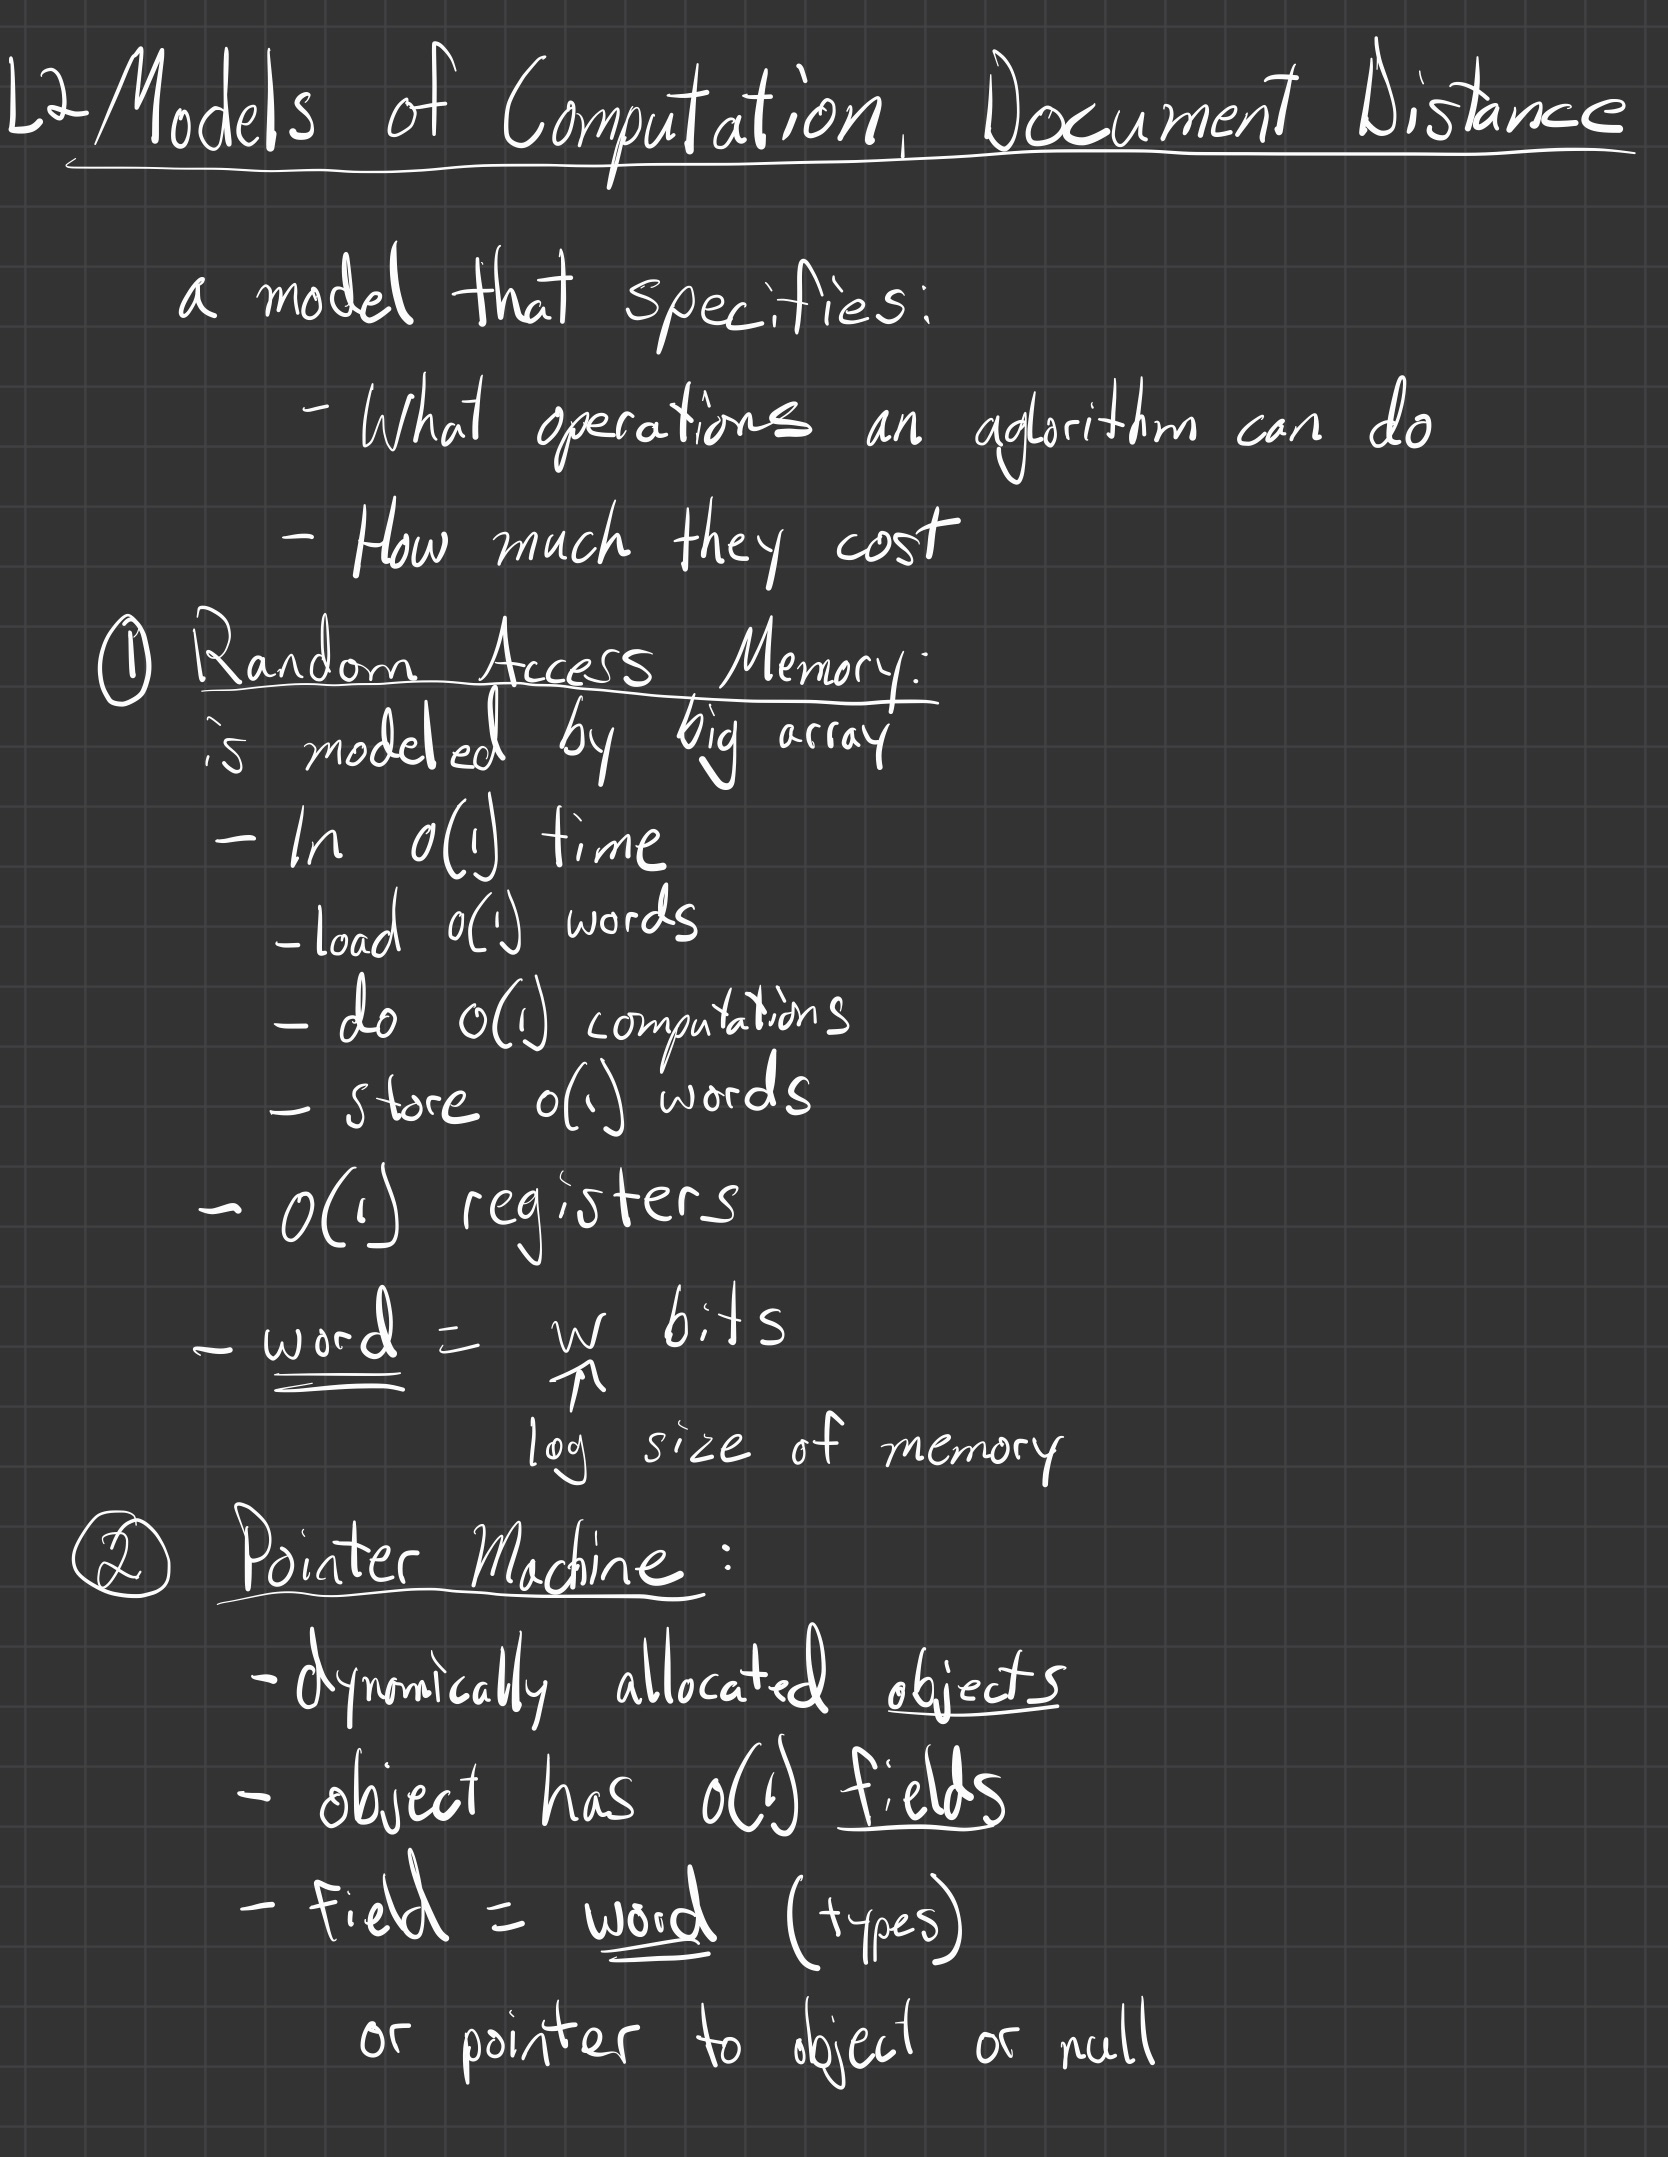 L2 Models of Computation, Document Distance
a model that specifies:
- What operations an aglorithm can do
- How much they cost
① Random Access Memory:
is modeled by big array
- In O(1) time
- load O(1) words
- do O(1) computations
- store O(1) words
- O(1) registers
- word = w bits
↑
log size of memory
② Pointer Machine:
- dynamically allocated objects
- object has O(1) fields
- field = word (types)
or pointer to object or null